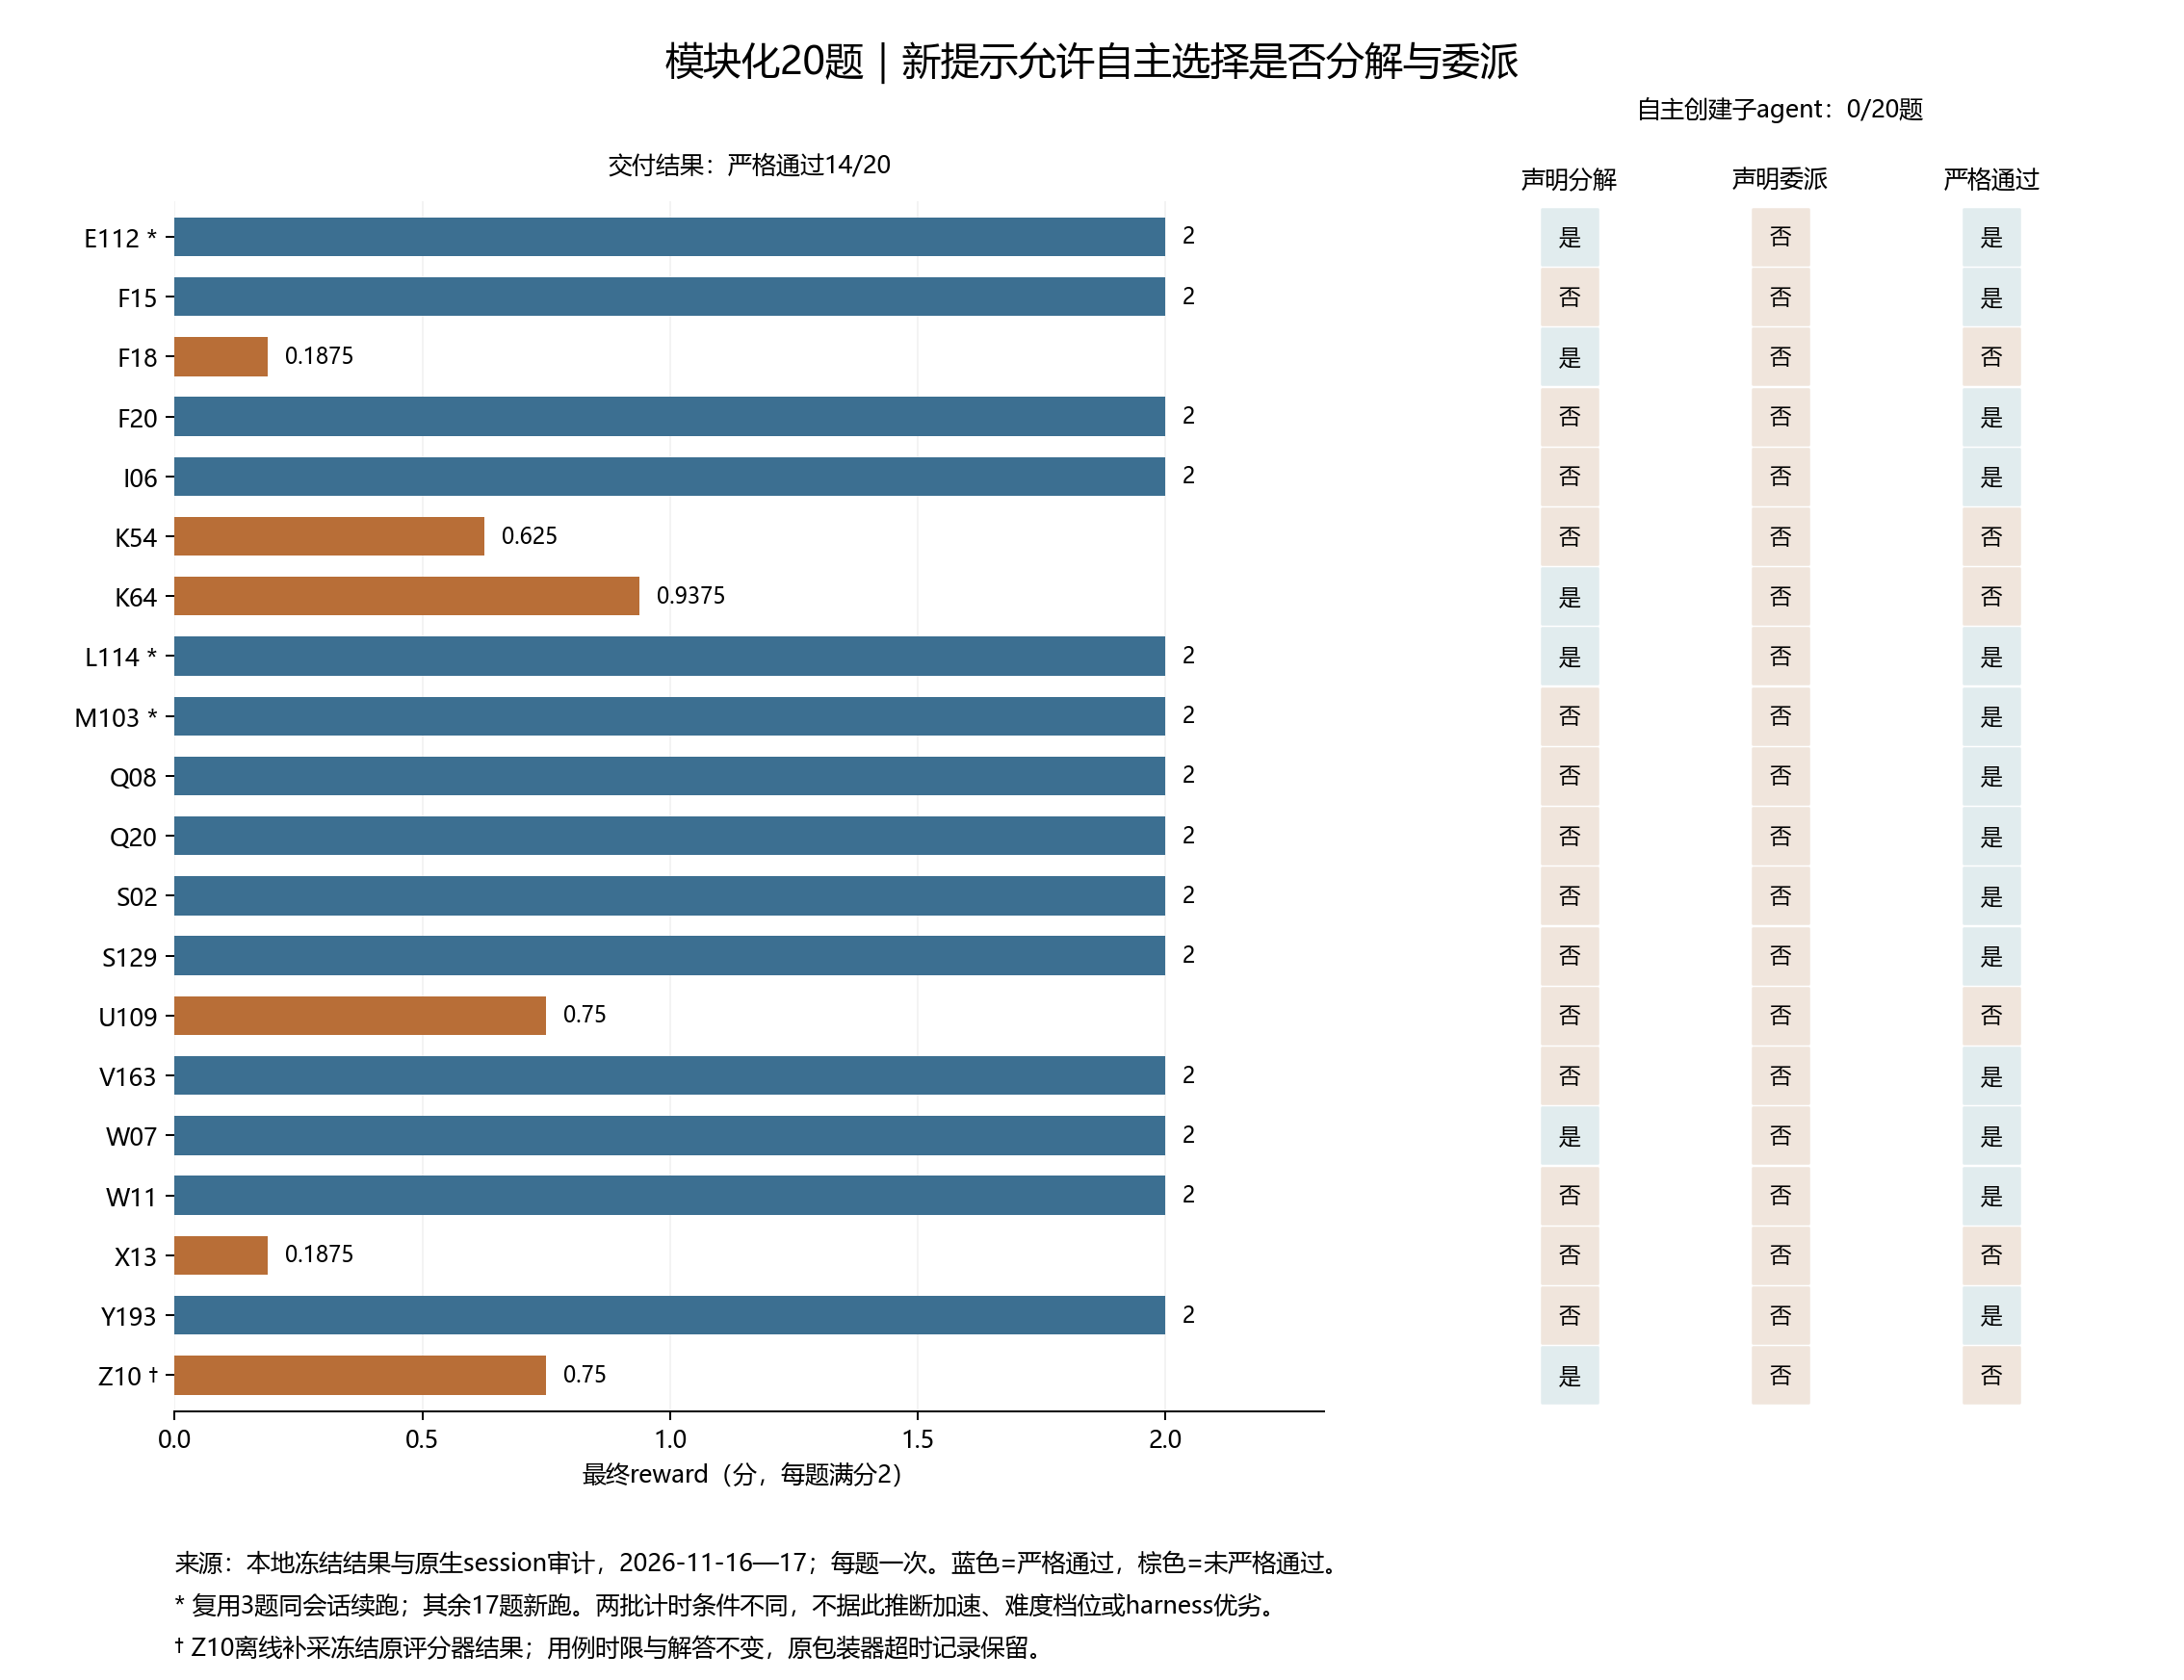 模块化20题｜新提示允许自主选择是否分解与委派
自主创建子agent：0/20题
交付结果：严格通过14/20
声明分解 声明委派 严格通过
E112 * 2 是 否 是
F15 2 否 否 是
F18 0.1875 是 否 否
F20 2 否 否 是
I06 2 否 否 是
K54 0.625 否 否 否
K64 0.9375 是 否 否
L114 * 2 是 否 是
M103 * 2 否 否 是
Q08 2 否 否 是
Q20 2 否 否 是
S02 2 否 否 是
S129 2 否 否 是
U109 0.75 否 否 否
V163 2 否 否 是
W07 2 是 否 是
W11 2 否 否 是
X13 0.1875 否 否 否
Y193 2 否 否 是
Z10 † 0.75 是 否 否
0.0 0.5 1.0 1.5 2.0
最终reward（分，每题满分2）
来源：本地冻结结果与原生session审计，2026-11-16—17；每题一次。蓝色=严格通过，棕色=未严格通过。
* 复用3题同会话续跑；其余17题新跑。两批计时条件不同，不据此推断加速、难度档位或harness优劣。
† Z10离线补采冻结原评分器结果；用例时限与解答不变，原包装器超时记录保留。